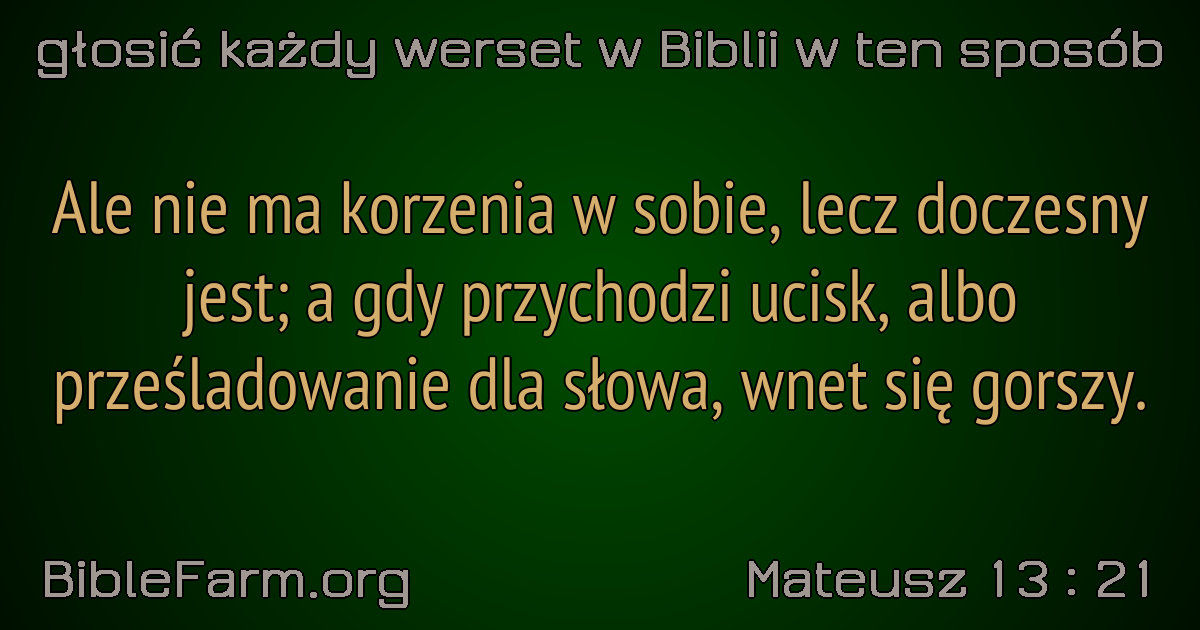 głosić każdy werset w Biblii w ten sposób
Ale nie ma korzenia w sobie, lecz doczesny
jest; a gdy przychodzi ucisk, albo
prześladowanie dla słowa, wnet się gorszy.
BibleFarm.org
Mateusz 13 : 21